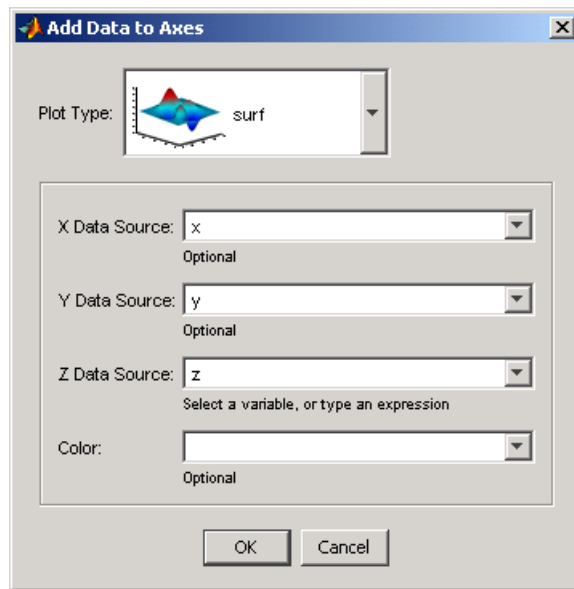 Add Data to Axes
Plot Type: surf
X Data Source: x
Optional
Y Data Source: y
Optional
Z Data Source: z
Select a variable, or type an expression
Color:
Optional
OK Cancel